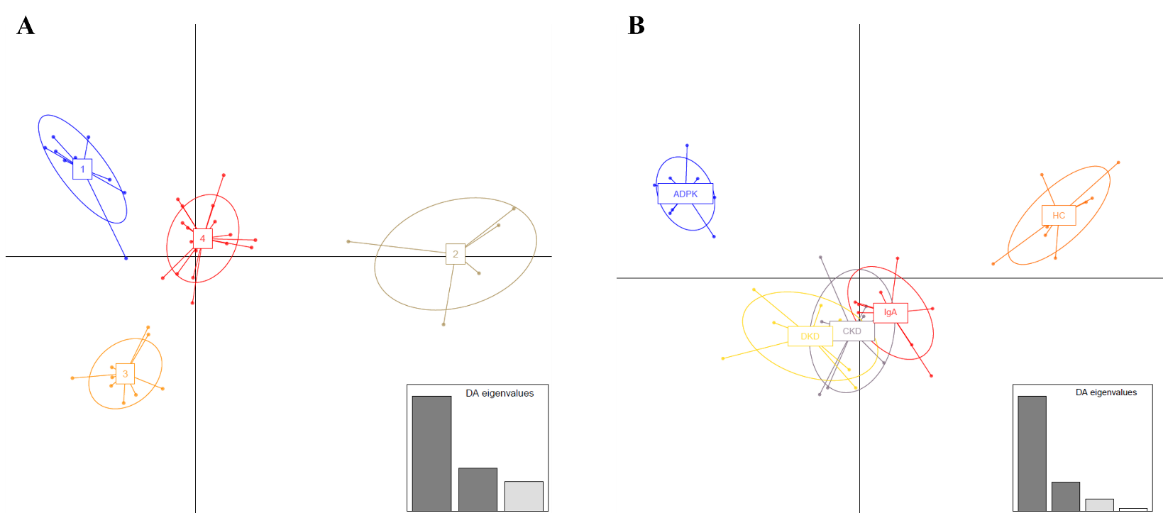 A
1
4
2
3
DA eigenvalues
B
ADPK
HC
IgA
CKD
DKD
DA eigenvalues